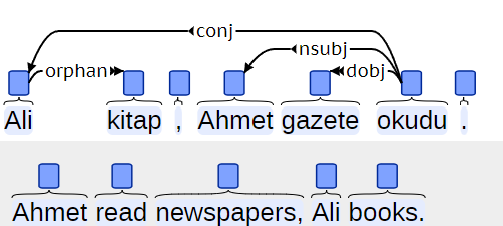 conj
nsubj
orphan dobj
Ali kitap , Ahmet gazete okudu .
Ahmet read newspapers, Ali books.